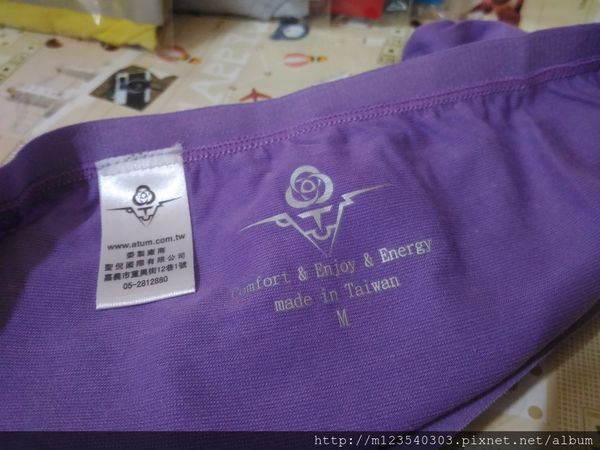 www.atum.com.tw
委製廠商
聖倪國際有限公司
嘉義市重興街12巷1號
05-2812880
Comfort & Enjoy & Energy
made in Taiwan
M
HAPPY
http://m123540303.pixnet.net/album